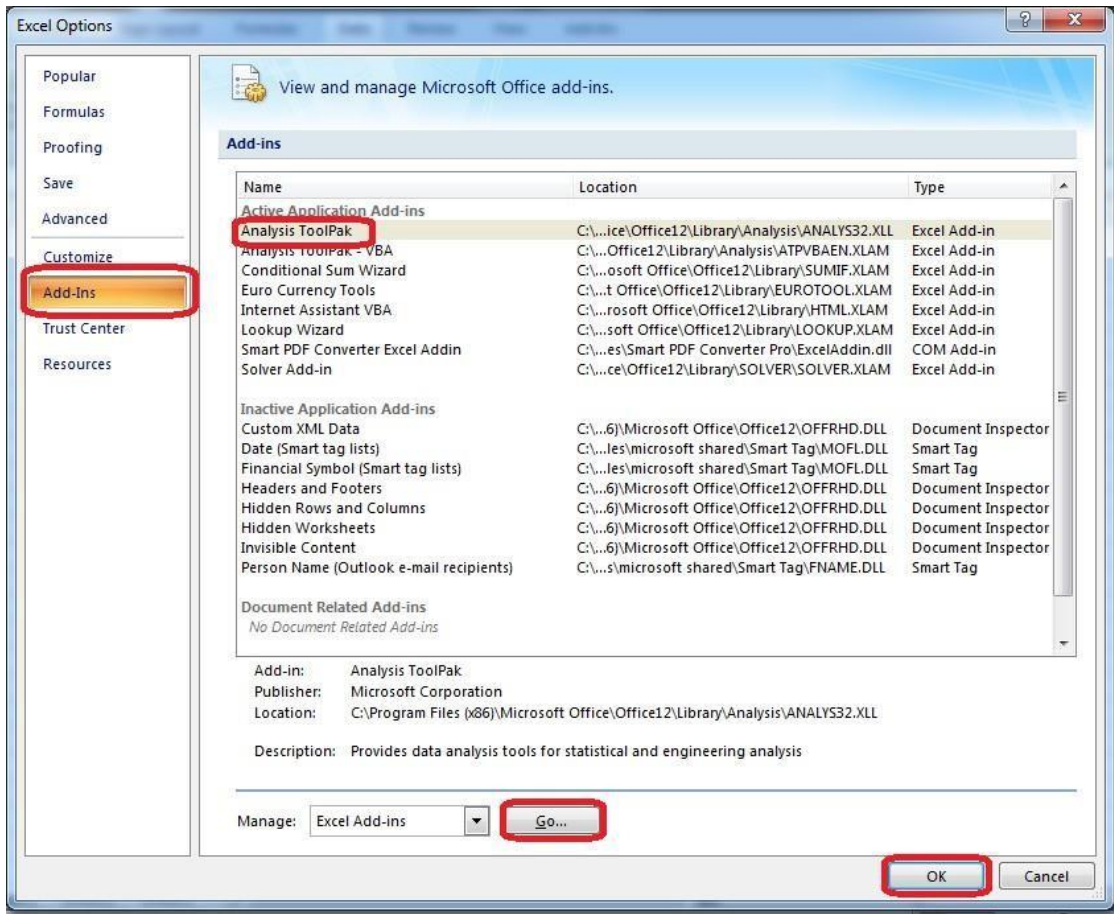 Excel Options
Popular
Formulas
Proofing
Save
Advanced
Customize
Add-Ins
Trust Center
Resources
View and manage Microsoft Office add-ins.
Add-ins
Name Location Type
Active Application Add-ins
Analysis ToolPak C:\...ice\Office12\Library\Analysis\ANALYS32.XLL Excel Add-in
Analysis ToolPak - VBA C:\...Office12\Library\Analysis\ATPVBAEN.XLAM Excel Add-in
Conditional Sum Wizard C:\...osoft Office\Office12\Library\SUMIF.XLAM Excel Add-in
Euro Currency Tools C:\...t Office\Office12\Library\EUROTOOL.XLAM Excel Add-in
Internet Assistant VBA C:\...rosoft Office\Office12\Library\HTML.XLAM Excel Add-in
Lookup Wizard C:\...soft Office\Office12\Library\LOOKUP.XLAM Excel Add-in
Smart PDF Converter Excel Addin C:\...es\Smart PDF Converter Pro\ExcelAddin.dll COM Add-in
Solver Add-in C:\...ce\Office12\Library\SOLVER\SOLVER.XLAM Excel Add-in
Inactive Application Add-ins
Custom XML Data C:\...6)\Microsoft Office\Office12\OFFRHD.DLL Document Inspector
Date (Smart tag lists) C:\...les\microsoft shared\Smart Tag\MOFL.DLL Smart Tag
Financial Symbol (Smart tag lists) C:\...les\microsoft shared\Smart Tag\MOFL.DLL Smart Tag
Headers and Footers C:\...6)\Microsoft Office\Office12\OFFRHD.DLL Document Inspector
Hidden Rows and Columns C:\...6)\Microsoft Office\Office12\OFFRHD.DLL Document Inspector
Hidden Worksheets C:\...6)\Microsoft Office\Office12\OFFRHD.DLL Document Inspector
Invisible Content C:\...6)\Microsoft Office\Office12\OFFRHD.DLL Document Inspector
Person Name (Outlook e-mail recipients) C:\...s\microsoft shared\Smart Tag\FNAME.DLL Smart Tag
Document Related Add-ins
No Document Related Add-ins
Add-in: Analysis ToolPak
Publisher: Microsoft Corporation
Location: C:\Program Files (x86)\Microsoft Office\Office12\Library\Analysis\ANALYS32.XLL
Description: Provides data analysis tools for statistical and engineering analysis
Manage: Excel Add-ins Go...
OK Cancel